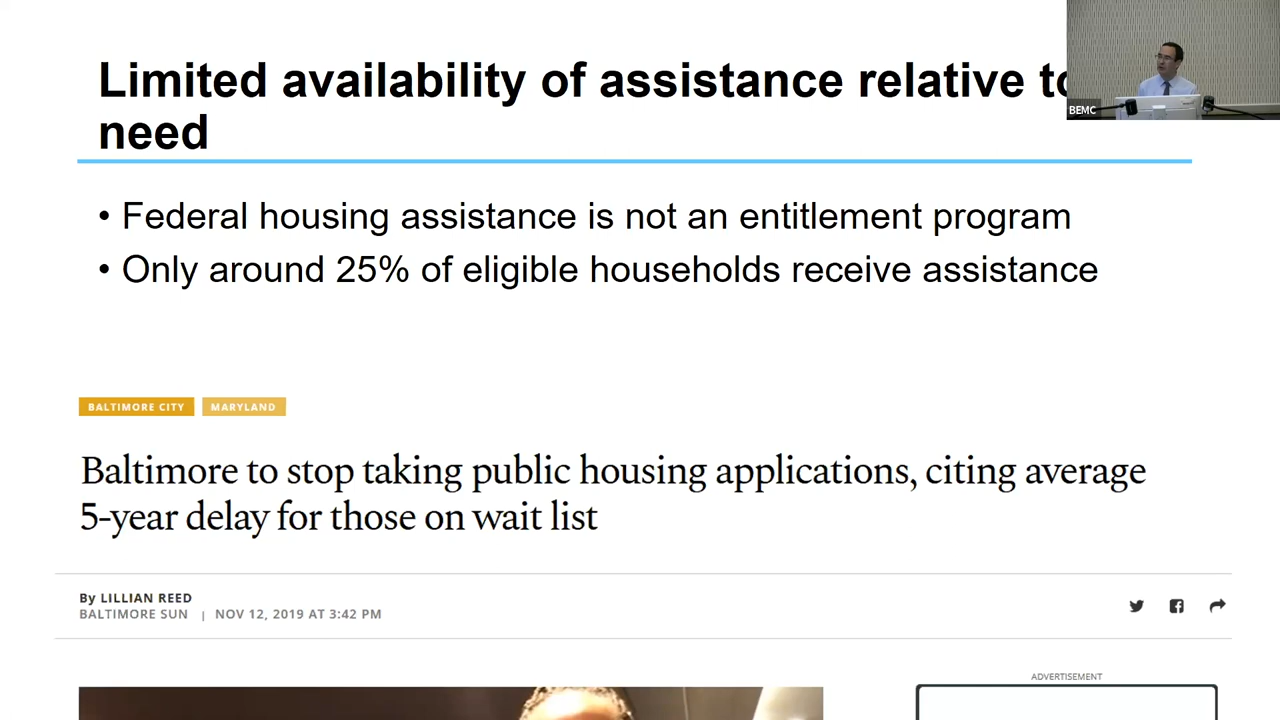 Limited availability of assistance relative to
need
BEMC
• Federal housing assistance is not an entitlement program
• Only around 25% of eligible households receive assistance
BALTIMORE CITY MARYLAND
Baltimore to stop taking public housing applications, citing average
5-year delay for those on wait list
By LILLIAN REED
BALTIMORE SUN | NOV 12, 2019 AT 3:42 PM
ADVERTISEMENT